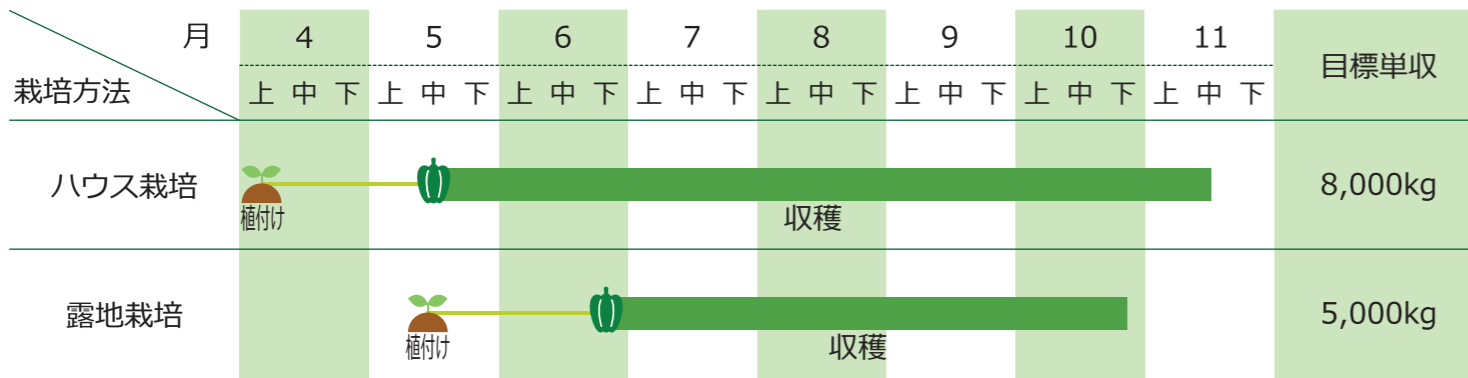 月 4 5 6 7 8 9 10 11 目標単収
栽培方法 上 中 下 上 中 下 上 中 下 上 中 下 上 中 下 上 中 下 上 中 下 上 中 下
ハウス栽培 8,000kg
植付け 収穫
露地栽培 5,000kg
植付け 収穫